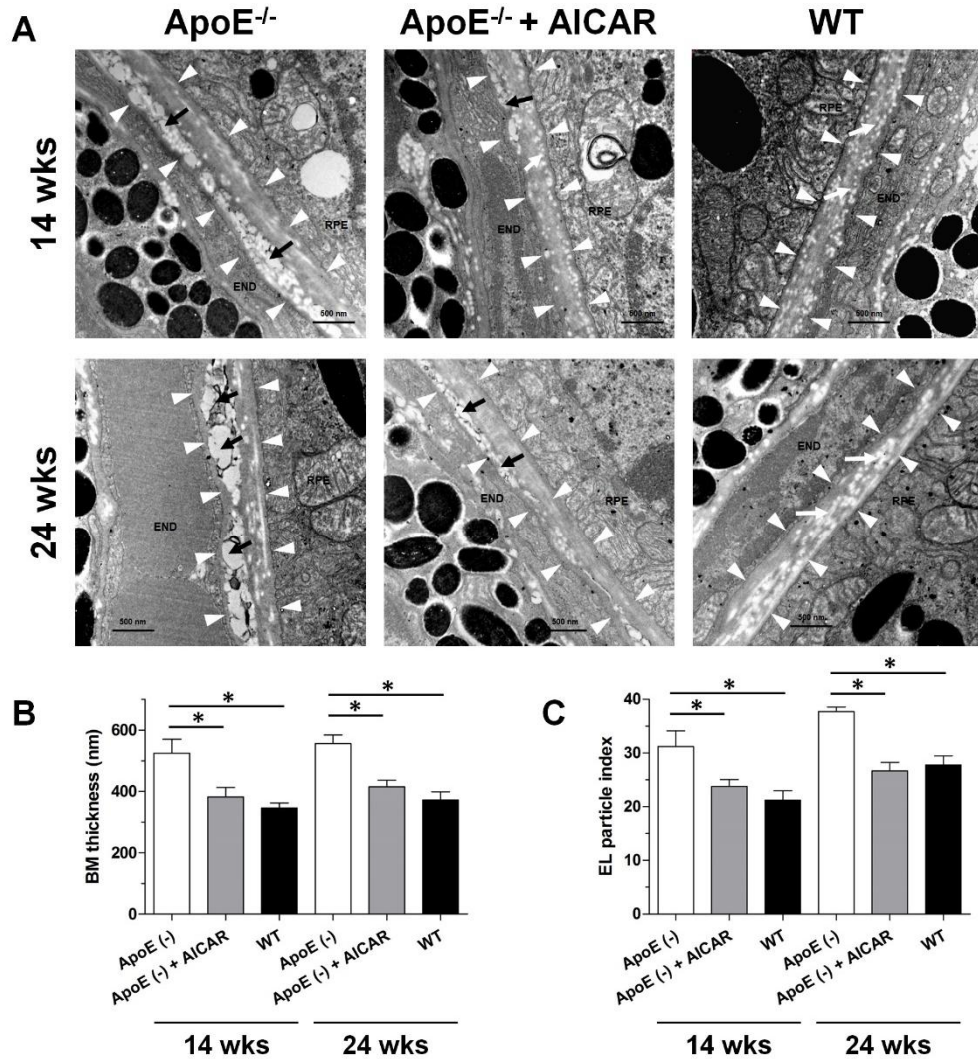 A
ApoE-/-
ApoE-/- + AICAR
WT
14 wks
RPE
END
500 nm
RPE
END
500 nm
RPE
END
500 nm
24 wks
END
RPE
500 nm
RPE
END
500 nm
END
RPE
500 nm
B
BM thickness (nm)
600
400
200
0
*
*
*
*
ApoE (-)
ApoE (-) + AICAR
WT
ApoE (-)
ApoE (-) + AICAR
WT
14 wks
24 wks
C
EL particle index
40
30
20
10
0
*
*
*
*
ApoE (-)
ApoE (-) + AICAR
WT
ApoE (-)
ApoE (-) + AICAR
WT
14 wks
24 wks